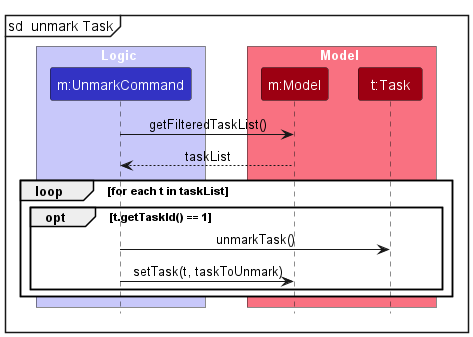 sd unmark Task
Logic
Model
m:UnmarkCommand
m:Model
t:Task
getFilteredTaskList()
taskList
loop
[for each t in taskList]
opt
[t.getTaskId() == 1]
unmarkTask()
setTask(t, taskToUnmark)